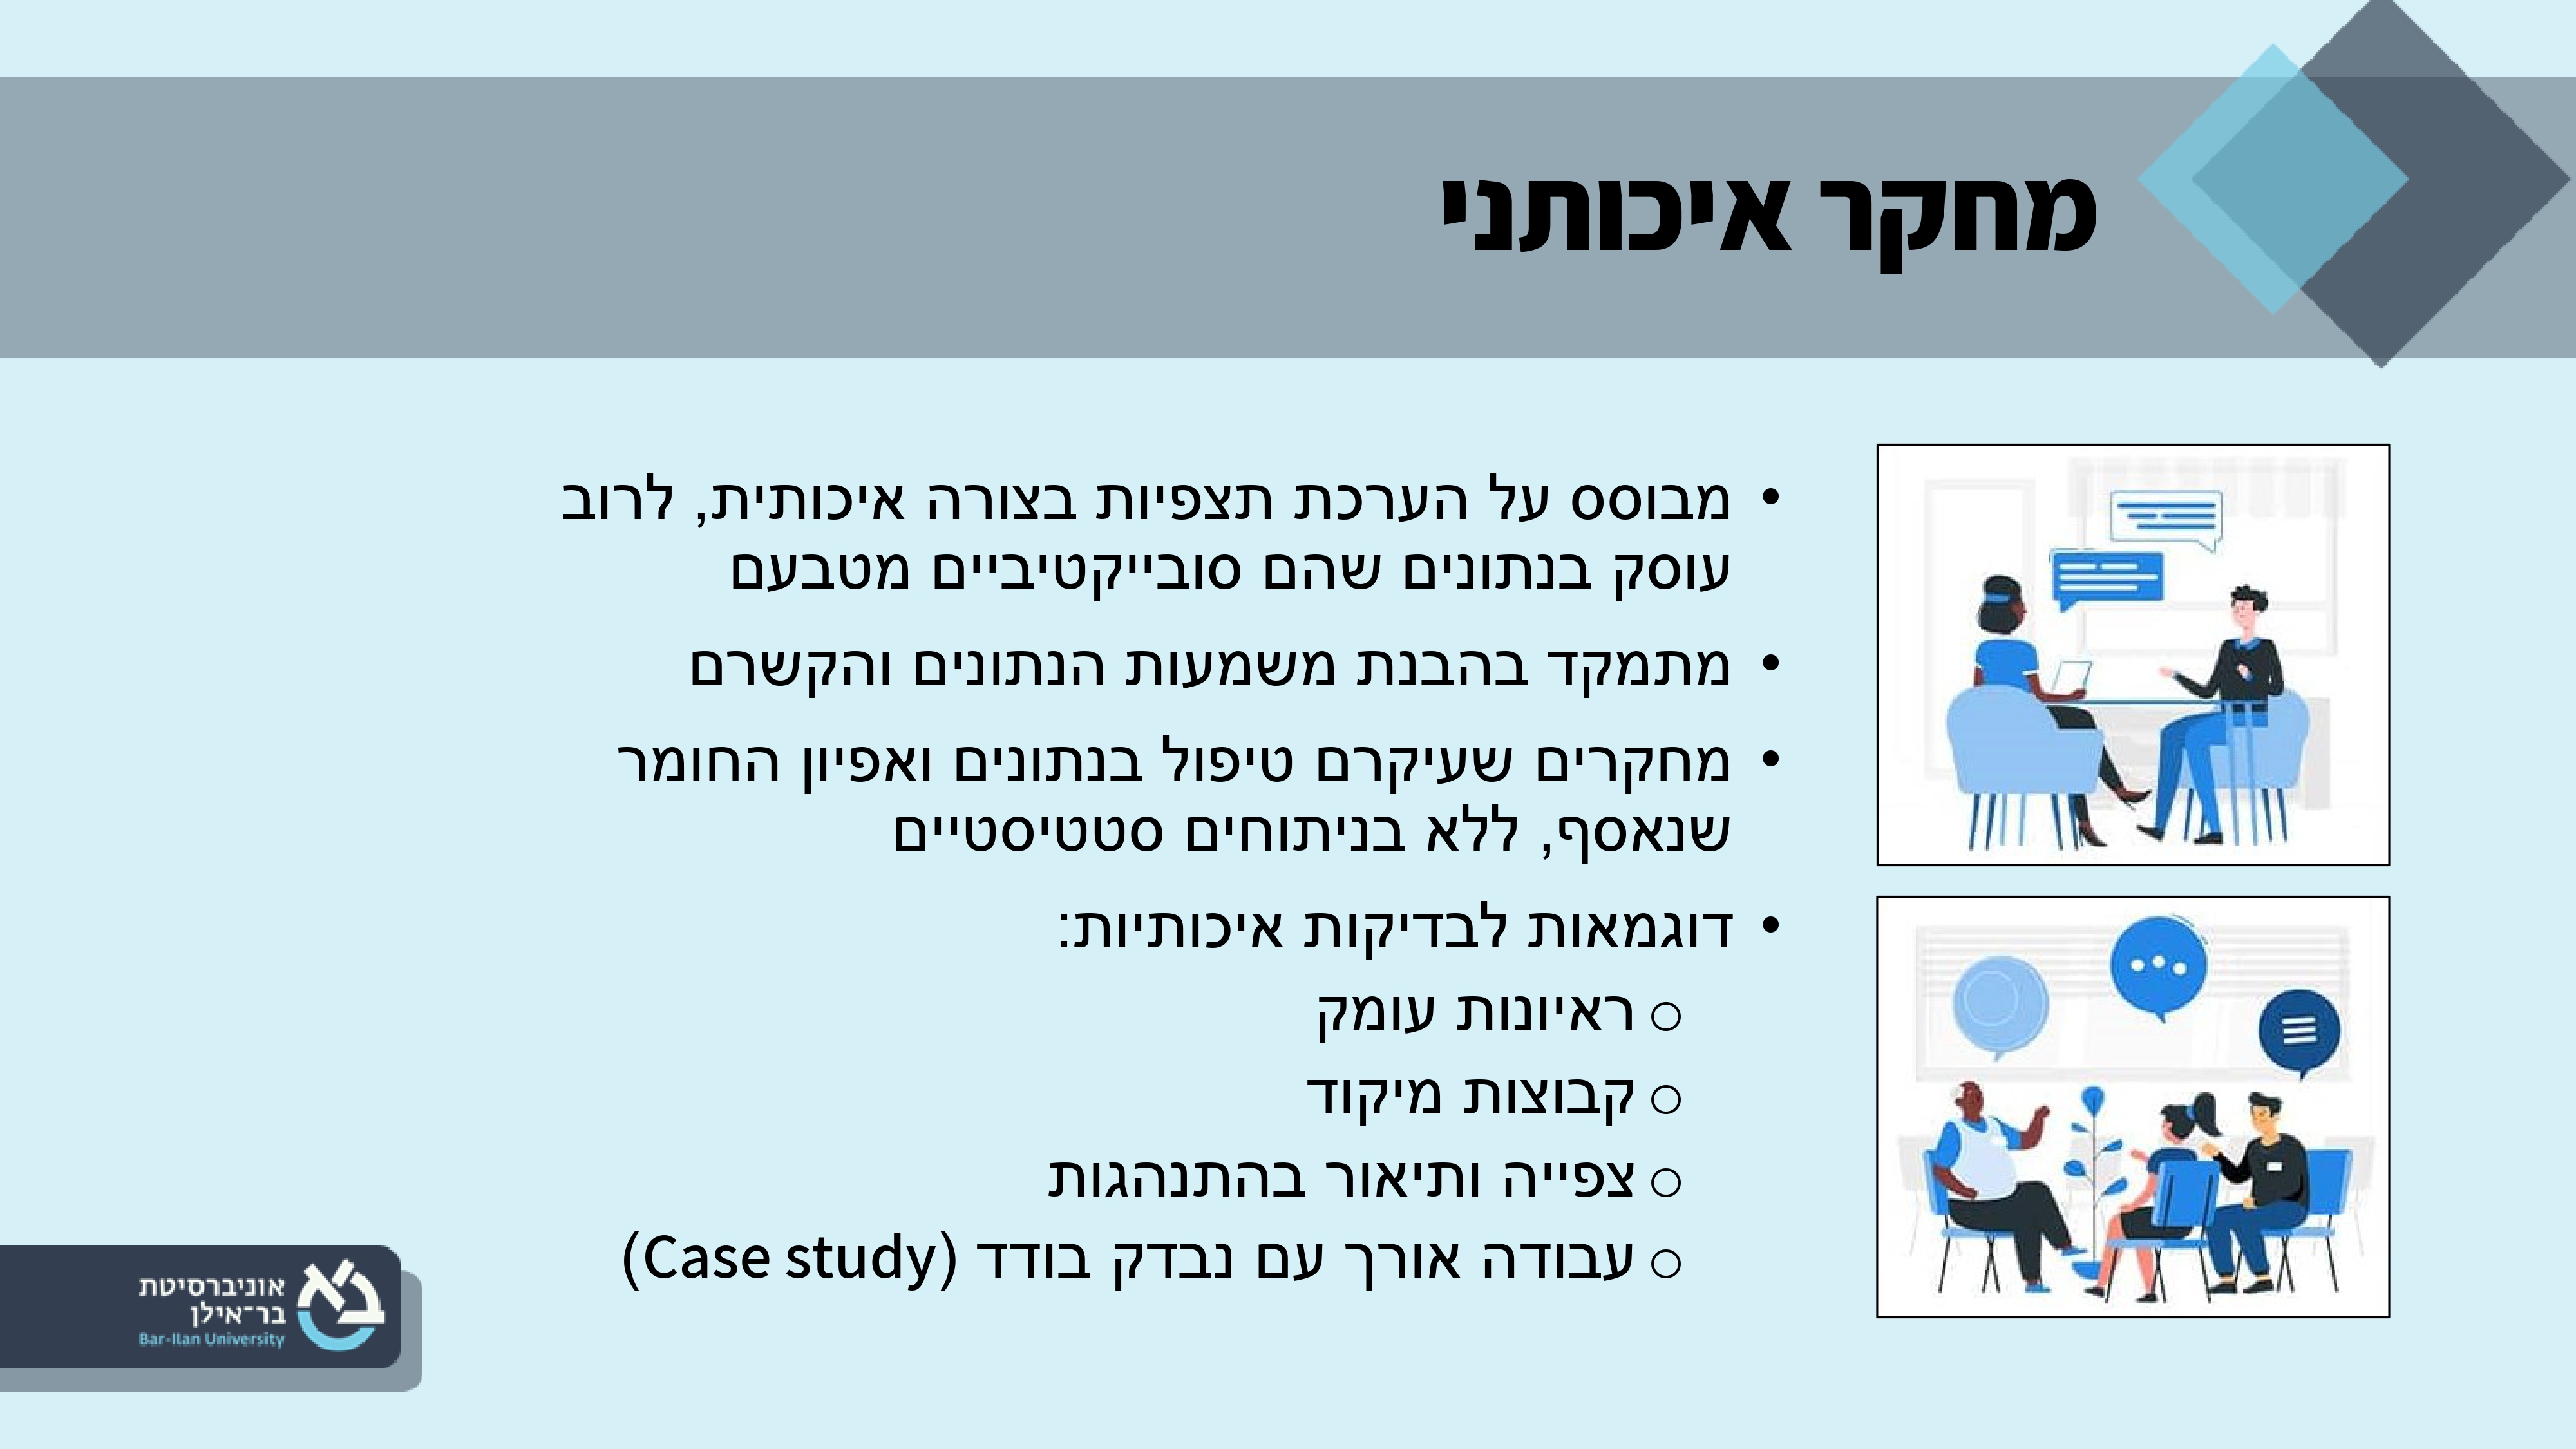 מחקר איכותני
• מבוסס על הערכת תצפיות בצורה איכותית, לרוב
עוסק בנתונים שהם סובייקטיביים מטבעם
• מתמקד בהבנת משמעות הנתונים והקשרם
• מחקרים שעיקרם טיפול בנתונים ואפיון החומר
שנאסף, ללא בניתוחים סטטיסטיים
• דוגמאות לבדיקות איכותיות:
○ ראיונות עומק
○ קבוצות מיקוד
○ צפייה ותיאור בהתנהגות
○ עבודה אורך עם נבדק בודד (Case study)
אוניברסיטת
בר־אילן
Bar-Ilan University